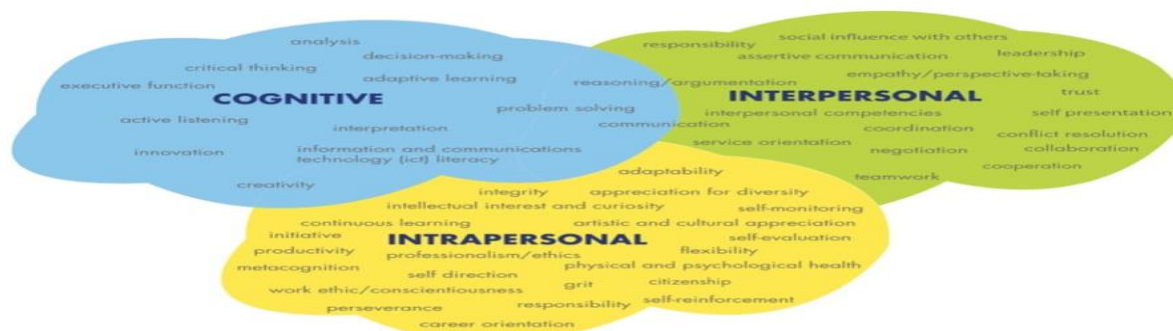 analysis
decision-making
critical thinking
adaptive learning
executive function
COGNITIVE
problem solving
active listening
interpretation
innovation
information and communications
technology (ict) literacy
creativity
responsibility
social influence with others
assertive communication
leadership
empathy/perspective-taking
reasoning/argumentation
trust
INTERPERSONAL
interpersonal competencies
self presentation
communication
coordination
conflict resolution
service orientation
negotiation
collaboration
cooperation
teamwork
adaptability
integrity
appreciation for diversity
intellectual interest and curiosity
self-monitoring
continuous learning
artistic and cultural appreciation
initiative
INTRAPERSONAL
self-evaluation
productivity
professionalism/ethics
flexibility
metacognition
self direction
physical and psychological health
work ethic/conscientiousness
grit
citizenship
perseverance
responsibility
self-reinforcement
career orientation